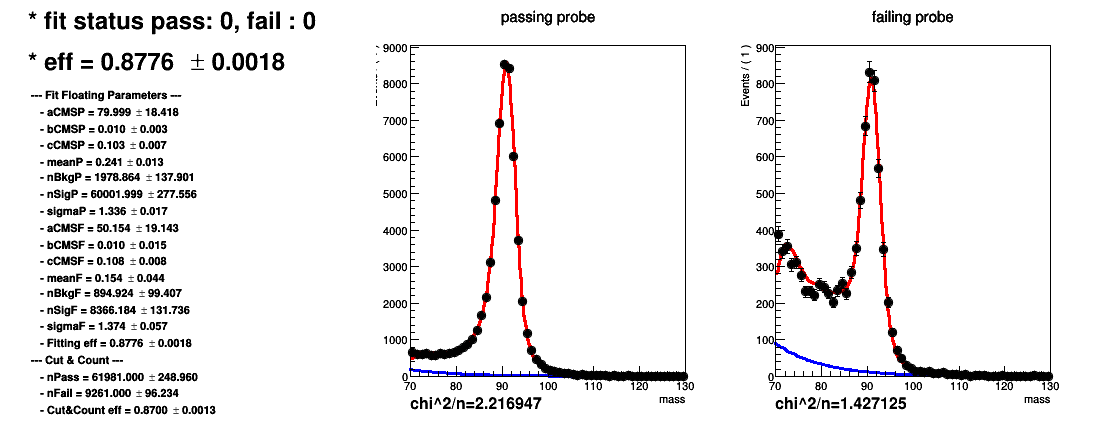 * fit status pass: 0, fail : 0
* eff = 0.8776 ± 0.0018
--- Fit Floating Parameters ---
- aCMSP = 79.999 ± 18.418
- bCMSP = 0.010 ± 0.003
- cCMSP = 0.103 ± 0.007
- meanP = 0.241 ± 0.013
- nBkgP = 1978.864 ± 137.901
- nSigP = 60001.999 ± 277.556
- sigmaP = 1.336 ± 0.017
- aCMSF = 50.154 ± 19.143
- bCMSF = 0.010 ± 0.015
- cCMSF = 0.108 ± 0.008
- meanF = 0.154 ± 0.044
- nBkgF = 894.924 ± 99.407
- nSigF = 8366.184 ± 131.736
- sigmaF = 1.374 ± 0.057
- Fitting eff = 0.8776 ± 0.0018
--- Cut & Count ---
- nPass = 61981.000 ± 248.960
- nFail = 9261.000 ± 96.234
- Cut&Count eff = 0.8700 ± 0.0013
passing probe
9000
8000
7000
6000
5000
4000
3000
2000
1000
0
70 80 90 100 110 120 130
mass
chi^2/n=2.216947
failing probe
Events / ( 1 )
900
800
700
600
500
400
300
200
100
0
70 80 90 100 110 120 130
mass
chi^2/n=1.427125